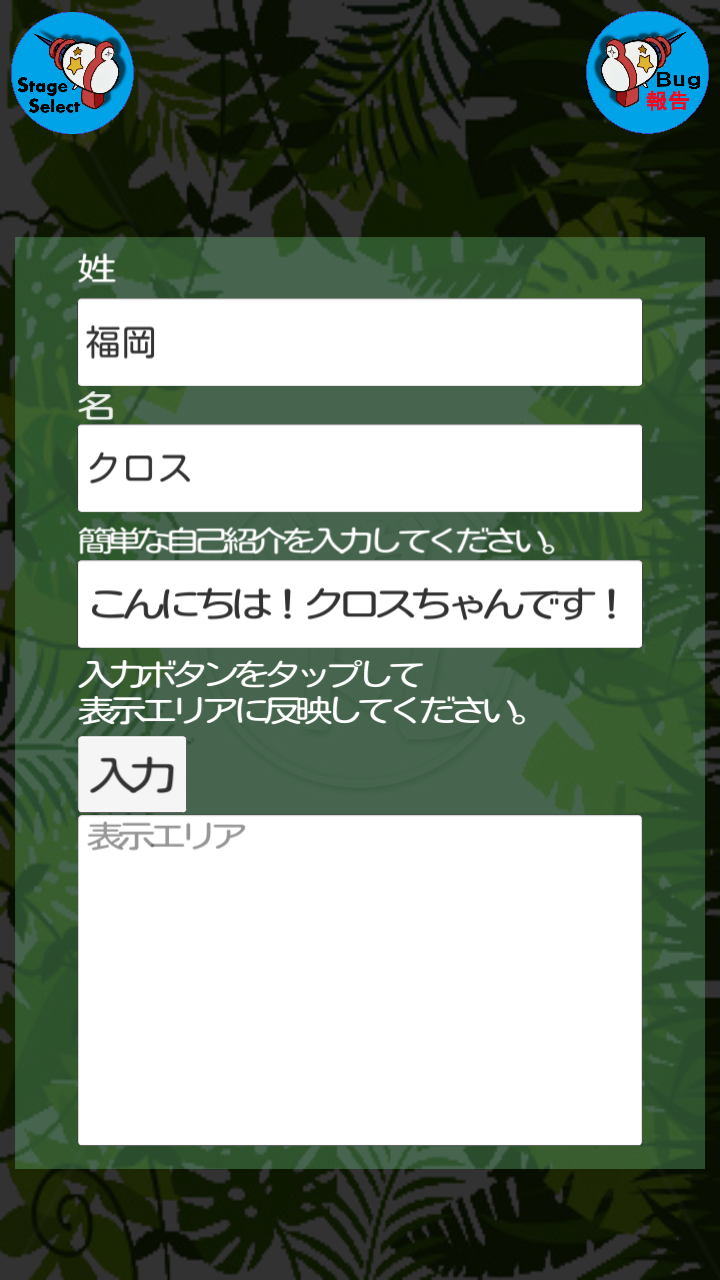 Stage
Select
Bug
報告
姓
福岡
名
クロス
簡単な自己紹介を入力してください。
こんにちは！クロスちゃんです！
入力ボタンをタップして
表示エリアに反映してください。
入力
表示エリア